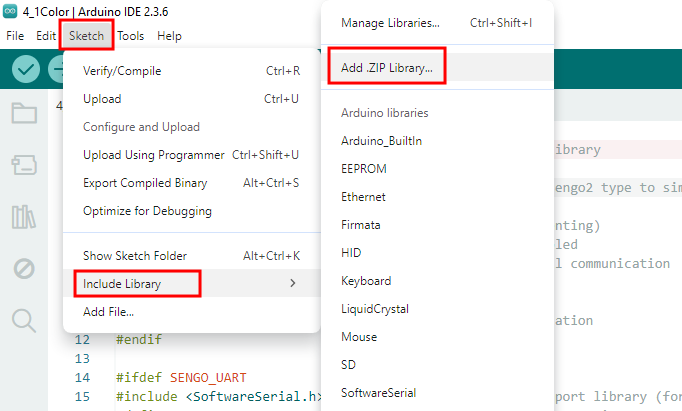 4_1Color | Arduino IDE 2.3.6
File Edit Sketch Tools Help
Verify/Compile Ctrl+R
Upload Ctrl+U
Configure and Upload
Upload Using Programmer Ctrl+Shift+U
Export Compiled Binary Alt+Ctrl+S
Optimize for Debugging
Show Sketch Folder Alt+Ctrl+K
Include Library
Add File...
Manage Libraries... Ctrl+Shift+I
Add .ZIP Library...
Arduino libraries
Arduino_BuiltIn
EEPROM
Ethernet
Firmata
HID
Keyboard
LiquidCrystal
Mouse
SD
SoftwareSerial
4
ibrary
engo2 type to sim
nting)
led
l communication
ation
12 #endif
13
14 #ifdef SENGO_UART
15 #include <SoftwareSerial.h> port library (for